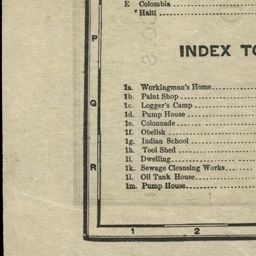 E Colombia
* Haiti
P
INDEX TO
1a. Workingman's Home
1b. Paint Shop
Q
1c. Logger's Camp
1d. Pump House
1e. Colonnade
1f. Obelisk
1g. Indian School
1h. Tool Shed
R
1i. Dwelling
1k. Sewage Cleansing Works
1l. Oil Tank House
1m. Pump House
1 2